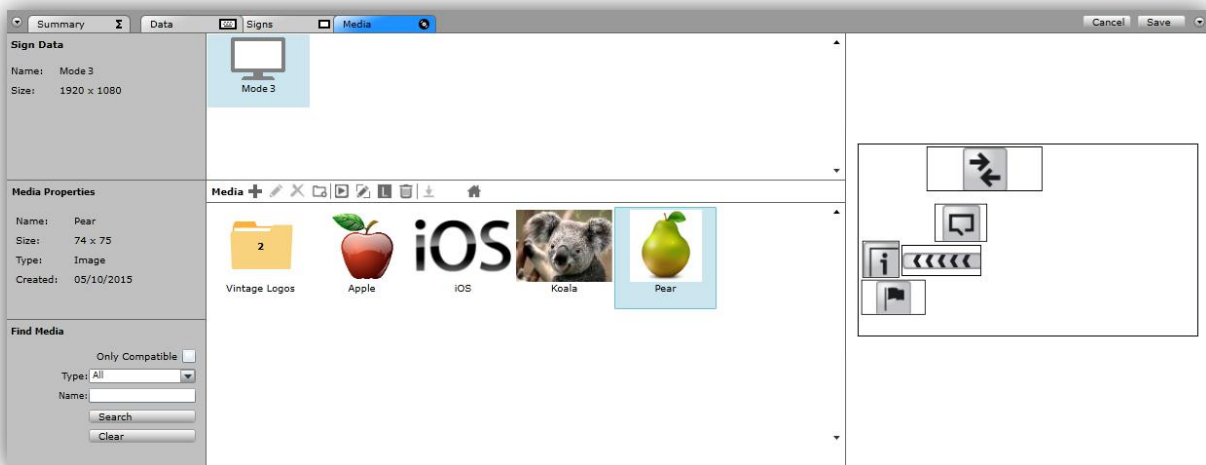 Summary Σ Data Signs Media Cancel Save
Sign Data
Name: Mode 3
Size: 1920 x 1080
Mode 3
Media Properties
Name: Pear
Size: 74 x 75
Type: Image
Created: 05/10/2015
Media L
2
iOS
Vintage Logos Apple iOS Koala Pear
Find Media
Only Compatible
Type: All
Name:
Search
Clear
i